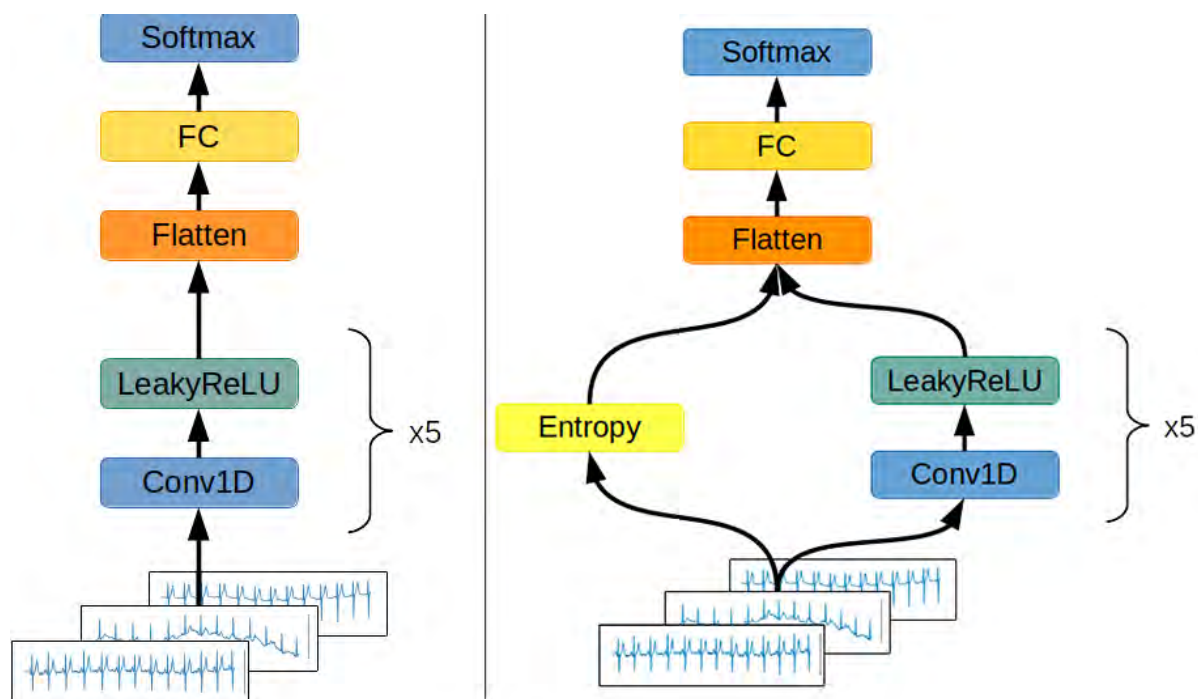 Softmax
FC
Flatten
LeakyReLU
x5
Conv1D
Softmax
FC
Flatten
LeakyReLU
Entropy
x5
Conv1D